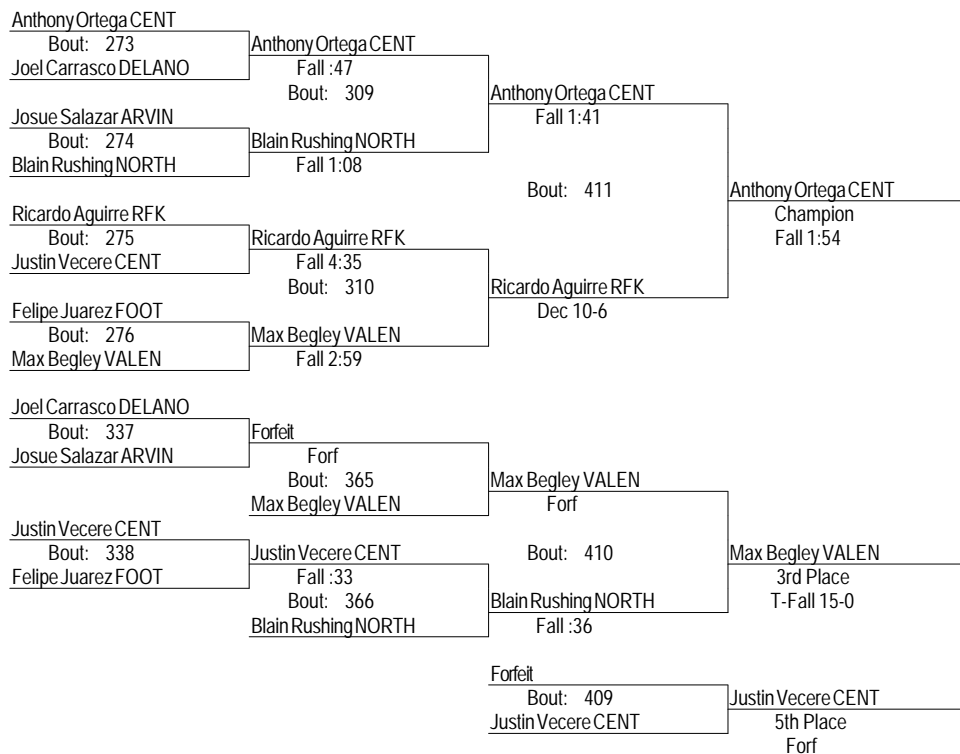 Anthony Ortega CENT
Bout: 273
Joel Carrasco DELANO
Anthony Ortega CENT
Fall :47
Bout: 309
Josue Salazar ARVIN
Bout: 274
Blain Rushing NORTH
Blain Rushing NORTH
Fall 1:08
Anthony Ortega CENT
Fall 1:41
Bout: 411
Ricardo Aguirre RFK
Bout: 275
Justin Vecere CENT
Ricardo Aguirre RFK
Fall 4:35
Bout: 310
Felipe Juarez FOOT
Bout: 276
Max Begley VALEN
Max Begley VALEN
Fall 2:59
Ricardo Aguirre RFK
Dec 10-6
Anthony Ortega CENT
Champion
Fall 1:54
Joel Carrasco DELANO
Bout: 337
Josue Salazar ARVIN
Forfeit
Forf
Bout: 365
Max Begley VALEN
Max Begley VALEN
Forf
Bout: 410
Justin Vecere CENT
Bout: 338
Felipe Juarez FOOT
Justin Vecere CENT
Fall :33
Bout: 366
Blain Rushing NORTH
Blain Rushing NORTH
Fall :36
Max Begley VALEN
3rd Place
T-Fall 15-0
Forfeit
Bout: 409
Justin Vecere CENT
Justin Vecere CENT
5th Place
Forf